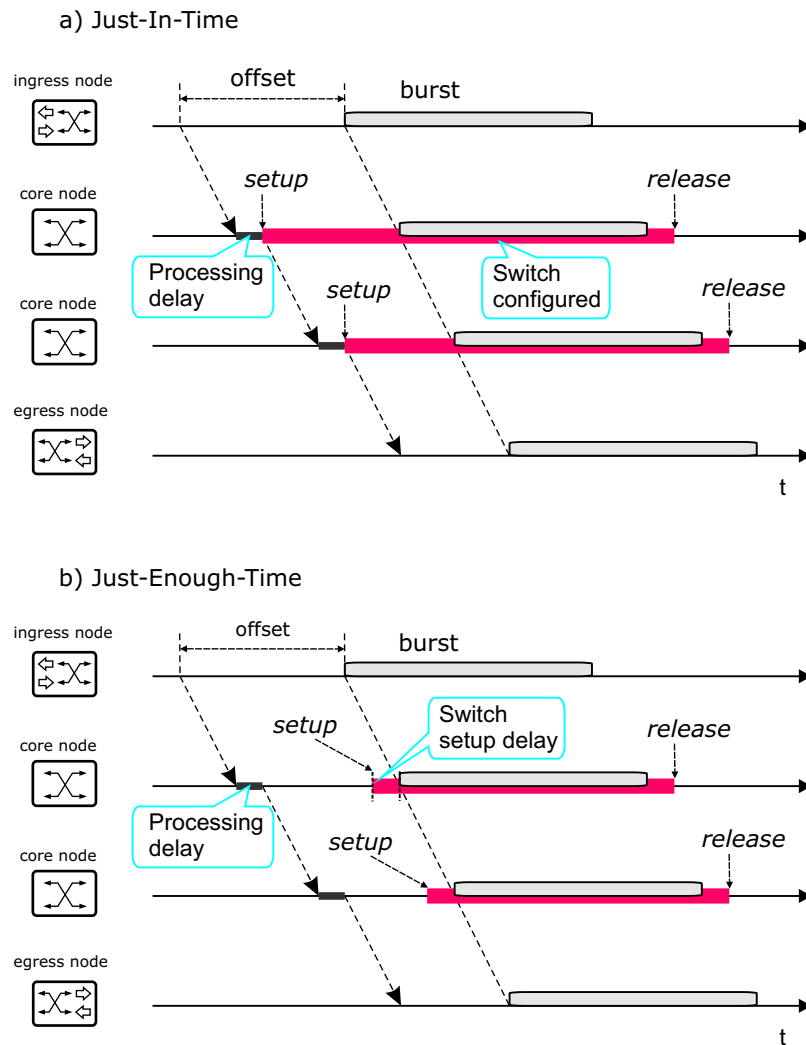 a) Just-In-Time
ingress node
offset
burst
core node
setup
release
Processing
delay
Switch
configured
core node
setup
release
egress node
t
b) Just-Enough-Time
ingress node
offset
burst
core node
setup
Switch
setup delay
release
Processing
delay
core node
setup
release
egress node
t